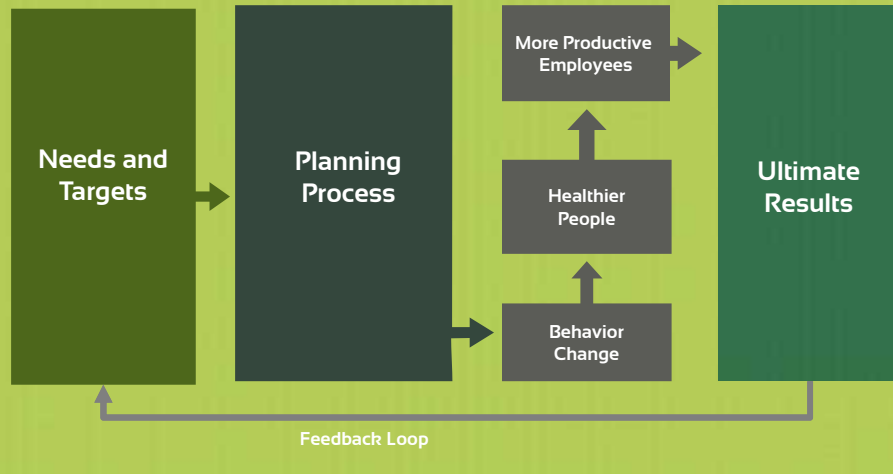 Needs and
Targets
Planning
Process
More Productive
Employees
Healthier
People
Behavior
Change
Ultimate
Results
Feedback Loop